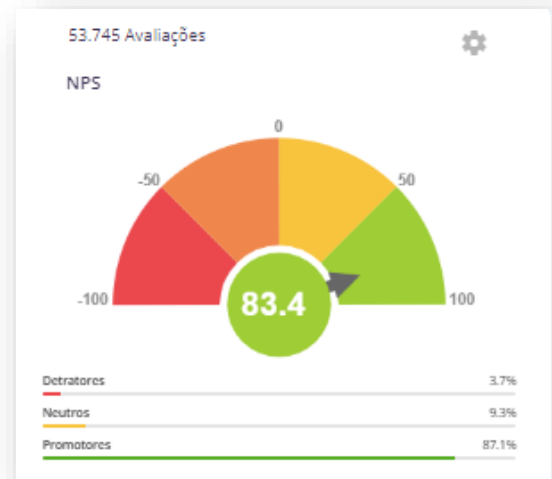 53.745 Avaliações
NPS
0
-50
50
-100
83.4
100
Detratores 3.7%
Neutros 9.3%
Promotores 87.1%